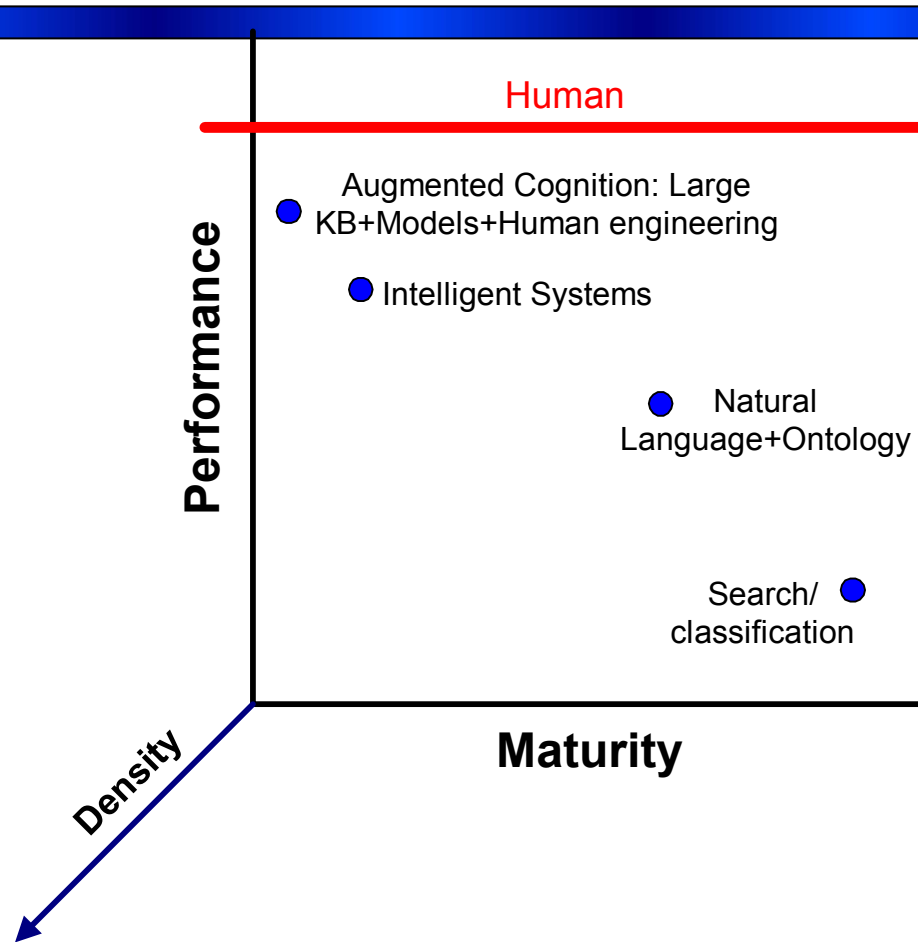 Human
Augmented Cognition: Large
KB+Models+Human engineering
Performance
Intelligent Systems
Natural
Language+Ontology
Search/
classification
Density
Maturity